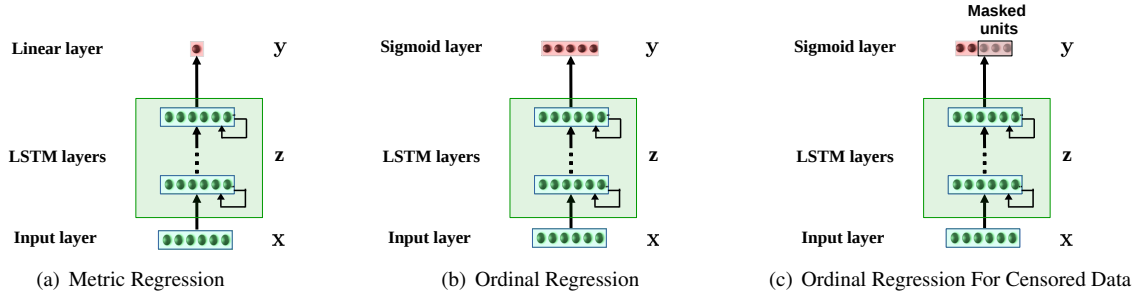 Linear layer
y
LSTM layers
z
Input layer
x
(a) Metric Regression
Sigmoid layer
y
LSTM layers
z
Input layer
x
(b) Ordinal Regression
Masked
units
Sigmoid layer
y
LSTM layers
z
Input layer
x
(c) Ordinal Regression For Censored Data